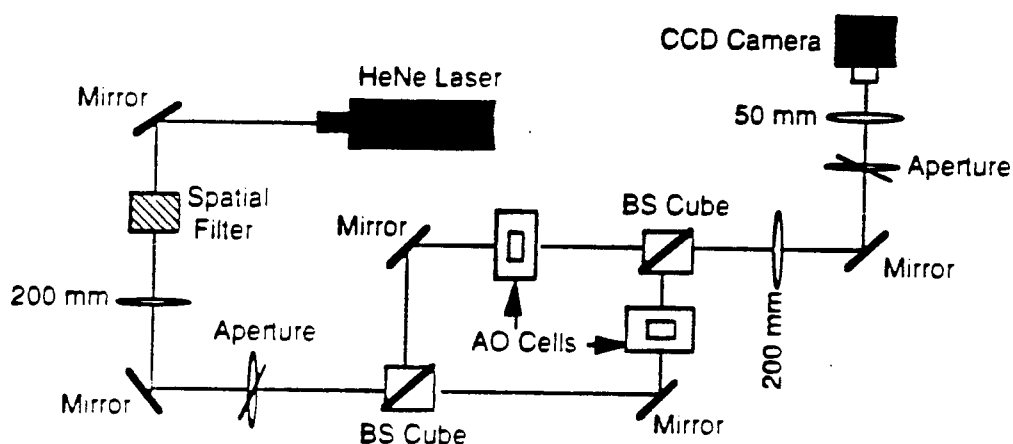 CCD Camera
HeNe Laser
Mirror
50 mm
Aperture
Spatial
Filter
BS Cube
Mirror
Mirror
200 mm
200 mm
Aperture
AO Cells
Mirror
Mirror
BS Cube